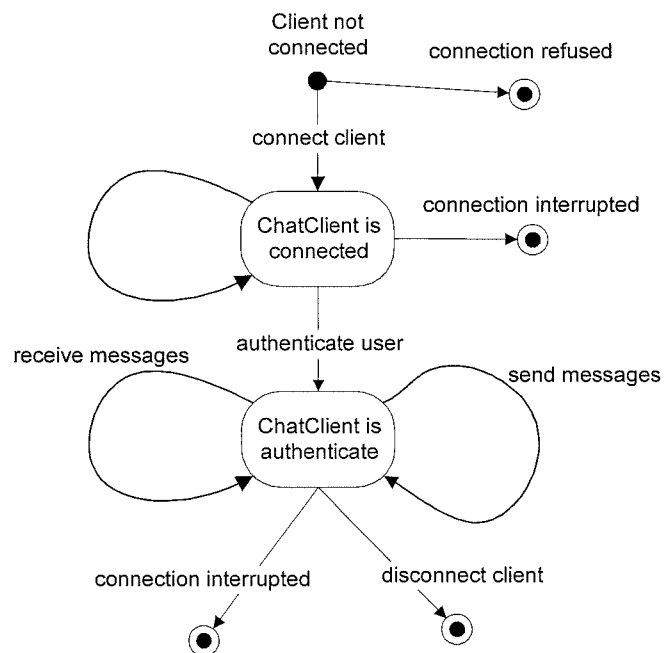 Client not
connected
connection refused
connect client
ChatClient is
connected
connection interrupted
authenticate user
receive messages
send messages
ChatClient is
authenticate
connection interrupted
disconnect client